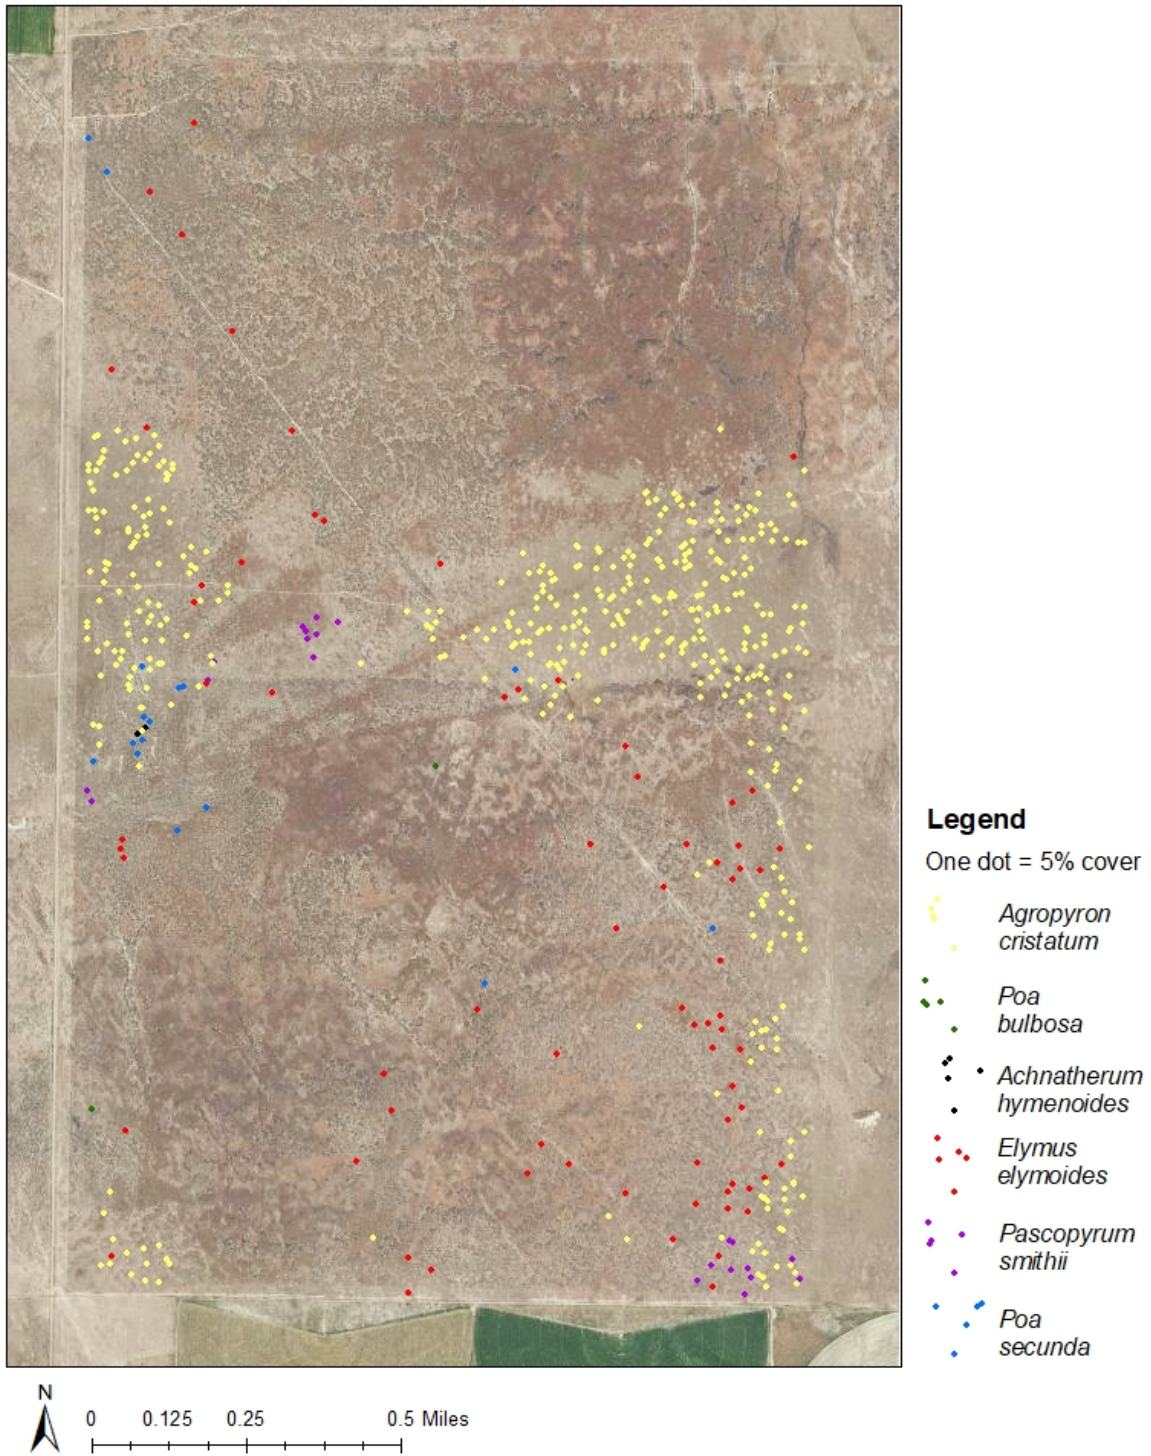 Legend
One dot = 5% cover
Agropyron
cristatum
Poa
bulbosa
Achnatherum
hymenoides
Elymus
elymoides
Pascopyrum
smithii
Poa
secunda
N
0 0.125 0.25 0.5 Miles